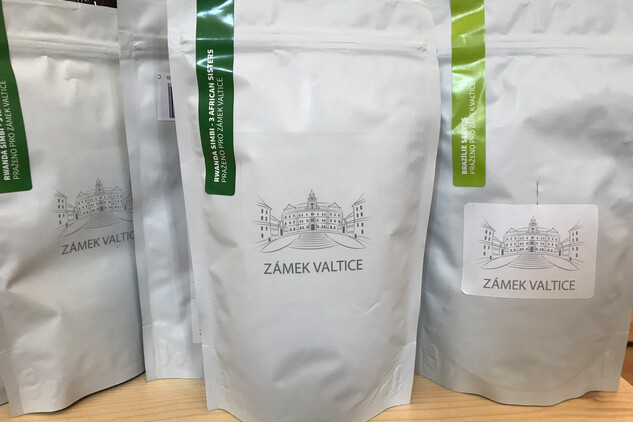 RWANDA SIMBI - 3
PRAŽENO PRO ZÁMEK VALTICE
ZÁMEK VALTICE
RWANDA SIMBI - 3 AFRICAN SISTERS
PRAŽENO PRO ZÁMEK VALTICE
ZÁMEK VALTICE
BRAZÍLIE
PRAŽENO PRO ZÁMEK VALTICE
ZÁMEK VALTICE